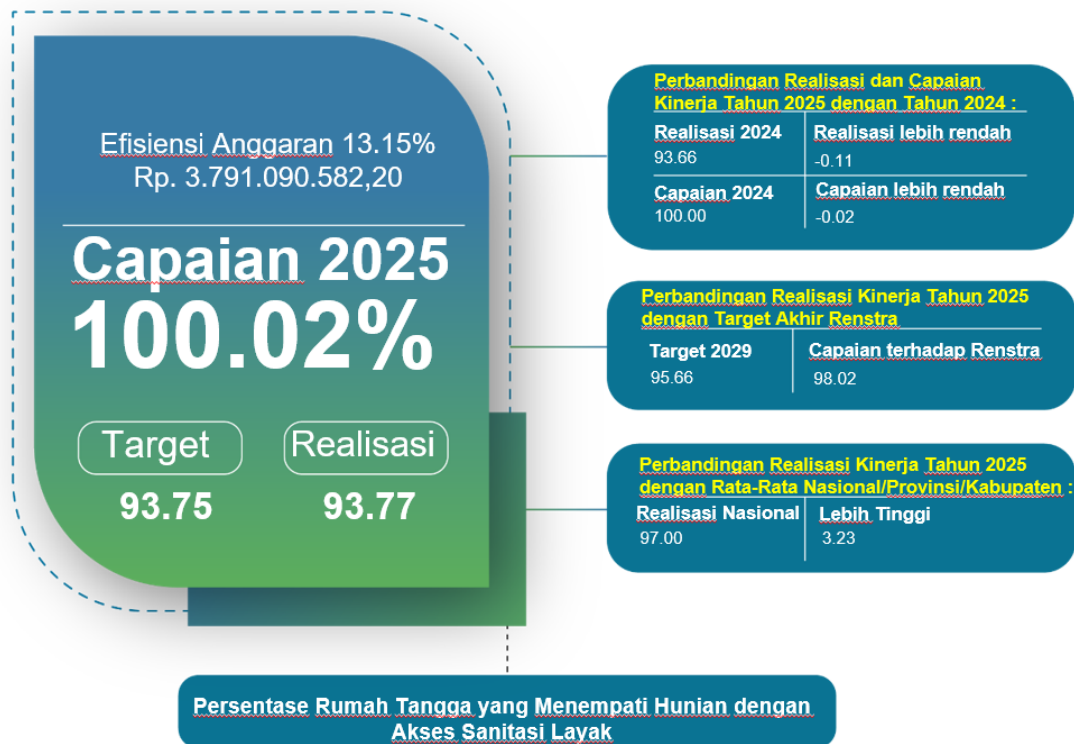 Efisiensi Anggaran 13.15%
Rp. 3.791.090.582,20
Capaian 2025
100.02%
Target
Realisasi
93.75
93.77
Perbandingan Realisasi dan Capaian
Kinerja Tahun 2025 dengan Tahun 2024 :
Realisasi 2024
Realisasi lebih rendah
93.66
-0.11
Capaian 2024
Capaian lebih rendah
100.00
-0.02
Perbandingan Realisasi Kinerja Tahun 2025
dengan Target Akhir Renstra
Target 2029
Capaian terhadap Renstra
95.66
98.02
Perbandingan Realisasi Kinerja Tahun 2025
dengan Rata-Rata Nasional/Provinsi/Kabupaten :
Realisasi Nasional
Lebih Tinggi
97.00
3.23
Persentase Rumah Tangga yang Menempati Hunian dengan
Akses Sanitasi Layak